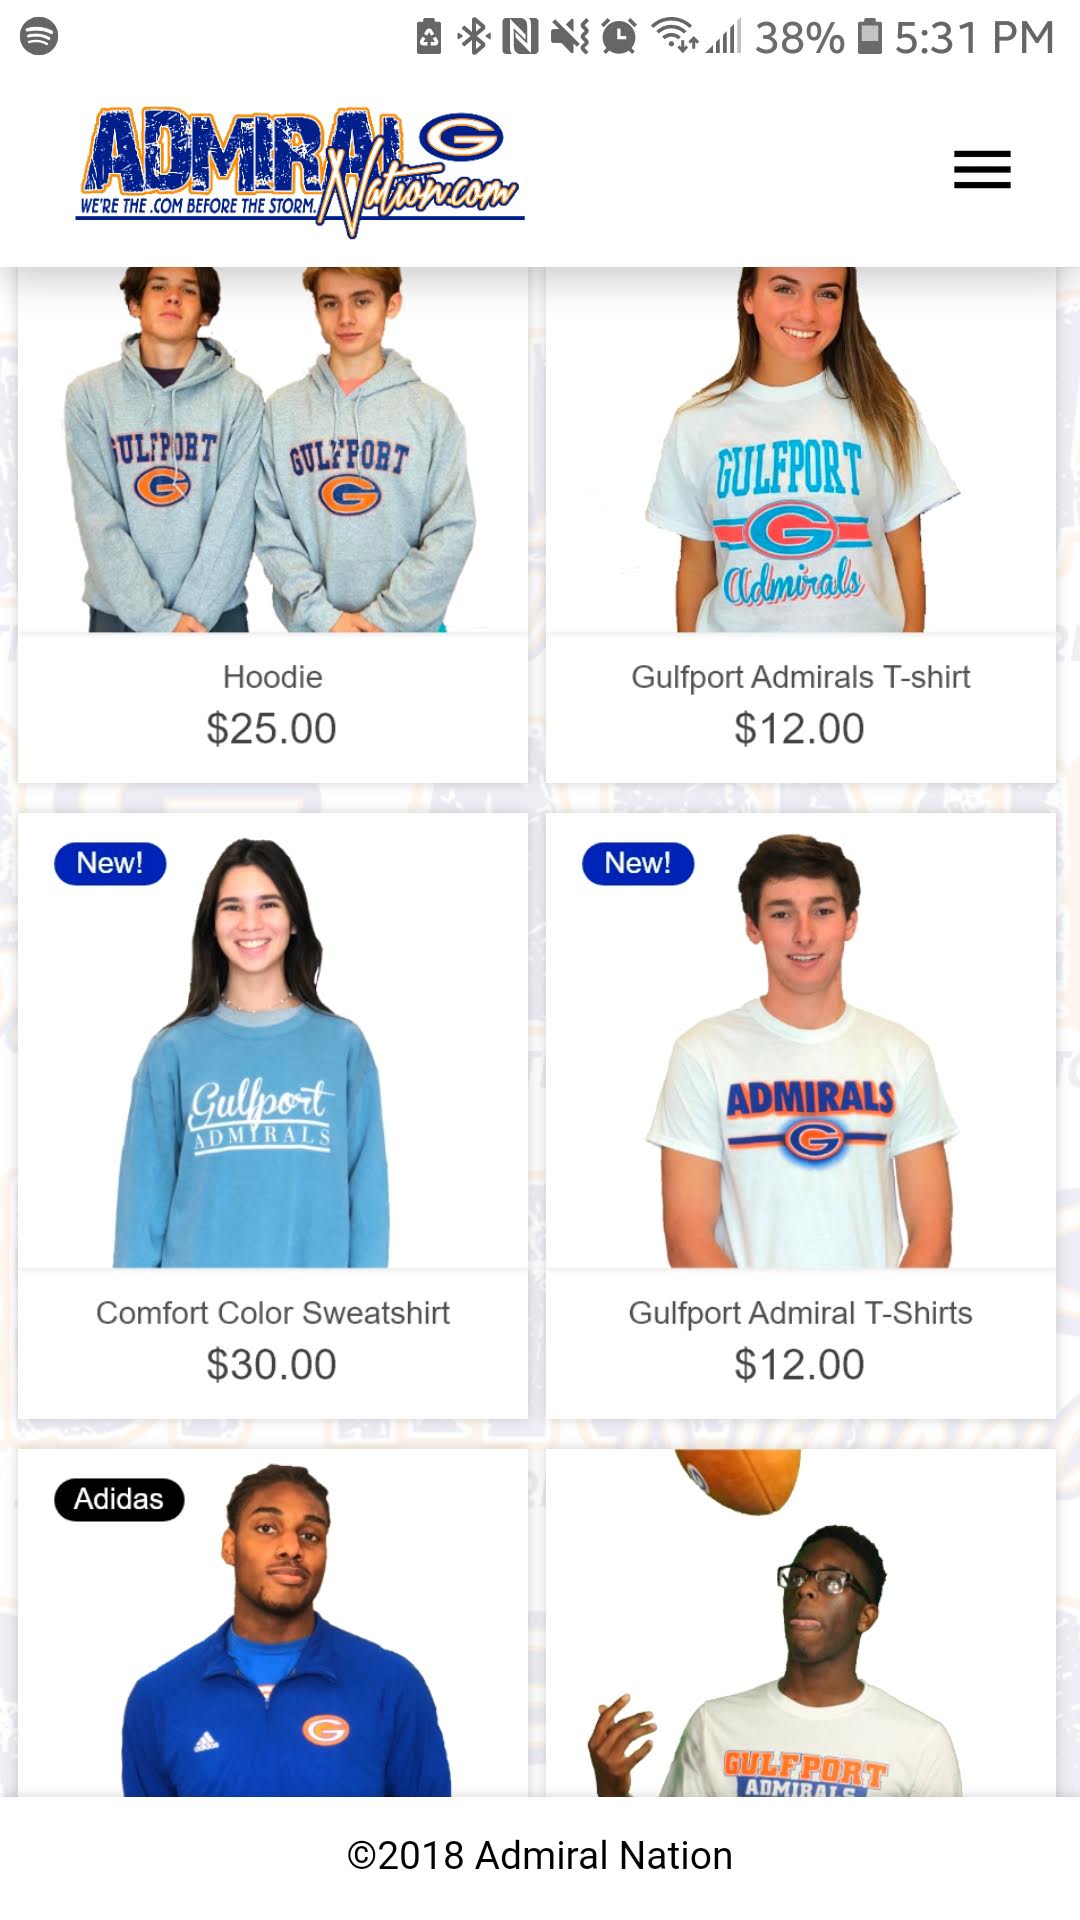 38% 5:31 PM
ADMIRAL G
Nation.com
WE'RE THE .COM BEFORE THE STORM.
GULFPORT
G
GULFPORT
G
GULFPORT
G
Admirals
Hoodie
$25.00
Gulfport Admirals T-shirt
$12.00
New!
Gulfport
ADMIRALS
New!
ADMIRALS
G
Comfort Color Sweatshirt
$30.00
Gulfport Admiral T-Shirts
$12.00
Adidas
adidas
G
GULFPORT
ADMIRALS
©2018 Admiral Nation